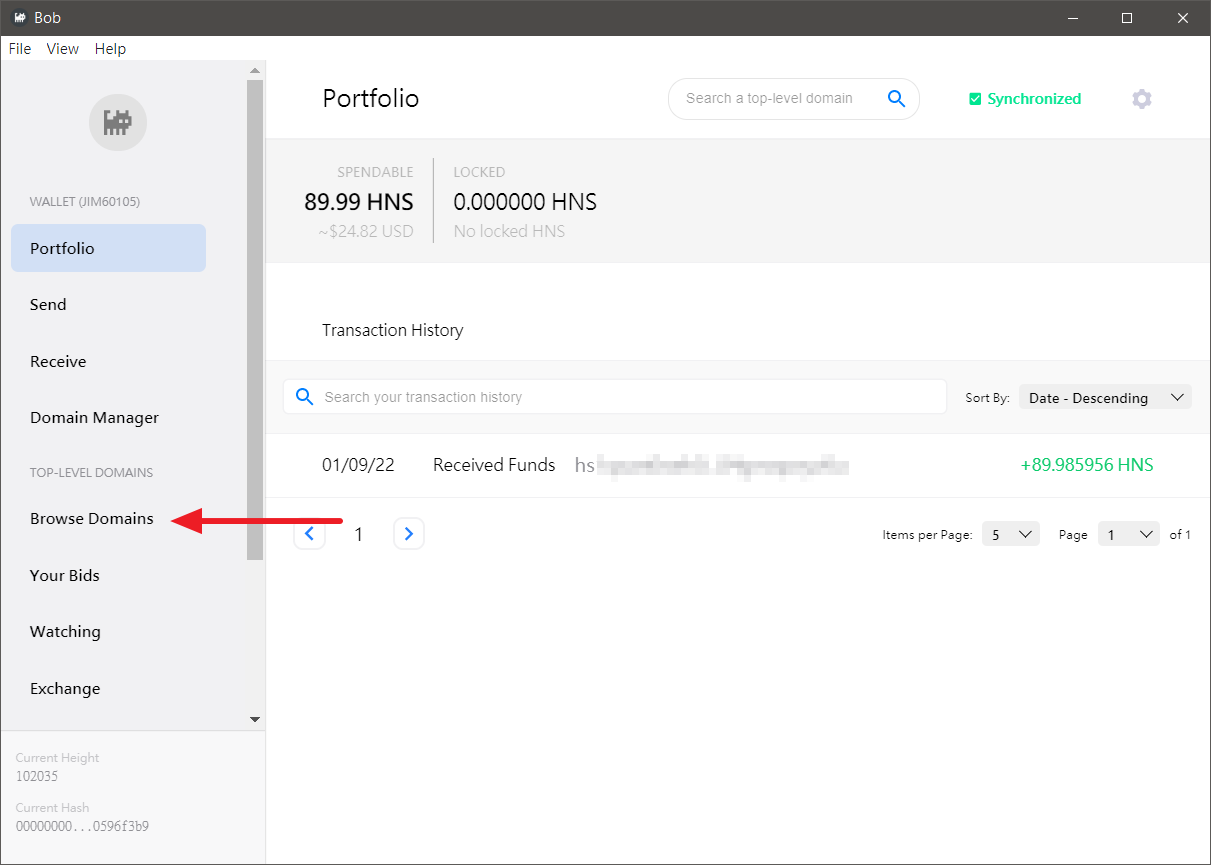 Bob
File View Help
Portfolio
Search a top-level domain
Synchronized
WALLET (JIM60105)
Portfolio
Send
Receive
Domain Manager
TOP-LEVEL DOMAINS
Browse Domains
Your Bids
Watching
Exchange
Current Height
102035
Current Hash
00000000...0596f3b9
SPENDABLE
89.99 HNS
~$24.82 USD
LOCKED
0.000000 HNS
No locked HNS
Transaction History
Search your transaction history
Sort By: Date - Descending
01/09/22 Received Funds hs +89.985956 HNS
1 Items per Page: 5 Page 1 of 1